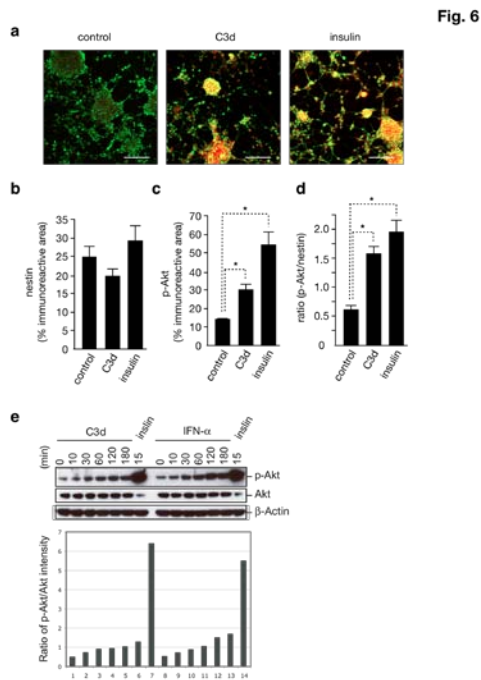 Fig. 6
a
control C3d insulin
b
nestin
(% immunoreactive area)
35
30
25
20
15
10
5
0
control C3d insulin
c
p-Akt
(% immunoreactive area)
70
60
50
40
30
20
10
0
* *
control C3d insulin
d
ratio (p-Akt/nestin)
2.0
1.5
1.0
0.5
0
* *
control C3d insulin
e
C3d inslin IFN-α inslin
(min) 0 10 30 60 120 180 15 0 10 30 60 120 180 15
p-Akt
Akt
β-Actin
Ratio of p-Akt/Akt intensity
7
6
5
4
3
2
1
0
1 2 3 4 5 6 7 8 9 10 11 12 13 14